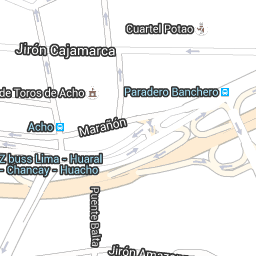 Cuartel Potao
Jirón Cajamarca
de Toros de Acho
Paradero Banchero
Acho
Marañón
Z buss Lima - Huaral
- Chancay - Huacho
Puente Balta
Jirón Amazo